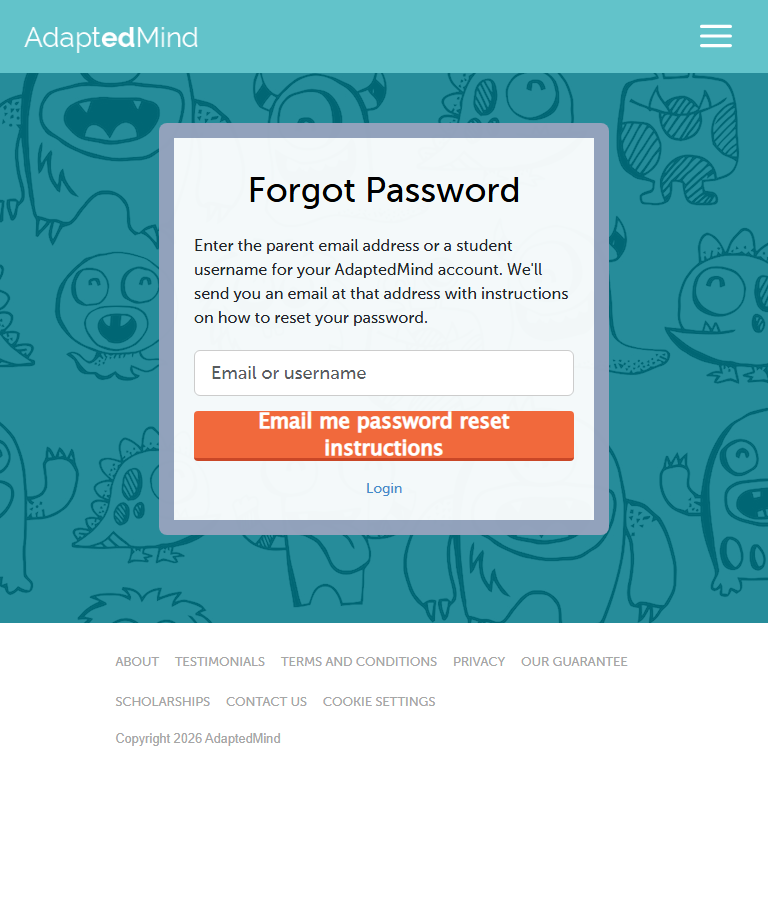 AdaptedMind
Forgot Password
Enter the parent email address or a student
username for your AdaptedMind account. We'll
send you an email at that address with instructions
on how to reset your password.
Email or username
Email me password reset
instructions
Login
ABOUT TESTIMONIALS TERMS AND CONDITIONS PRIVACY OUR GUARANTEE
SCHOLARSHIPS CONTACT US COOKIE SETTINGS
Copyright 2026 AdaptedMind